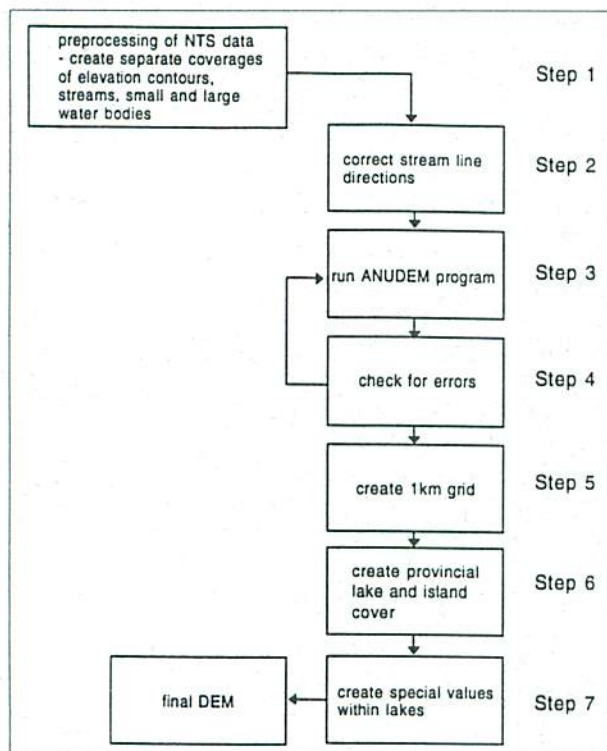 preprocessing of NTS data
- create separate coverages
of elevation contours,
streams, small and large
water bodies
Step 1
correct stream line
directions
Step 2
run ANUDEM program
Step 3
check for errors
Step 4
create 1km grid
Step 5
create provincial
lake and island
cover
Step 6
final DEM
create special values
within lakes
Step 7